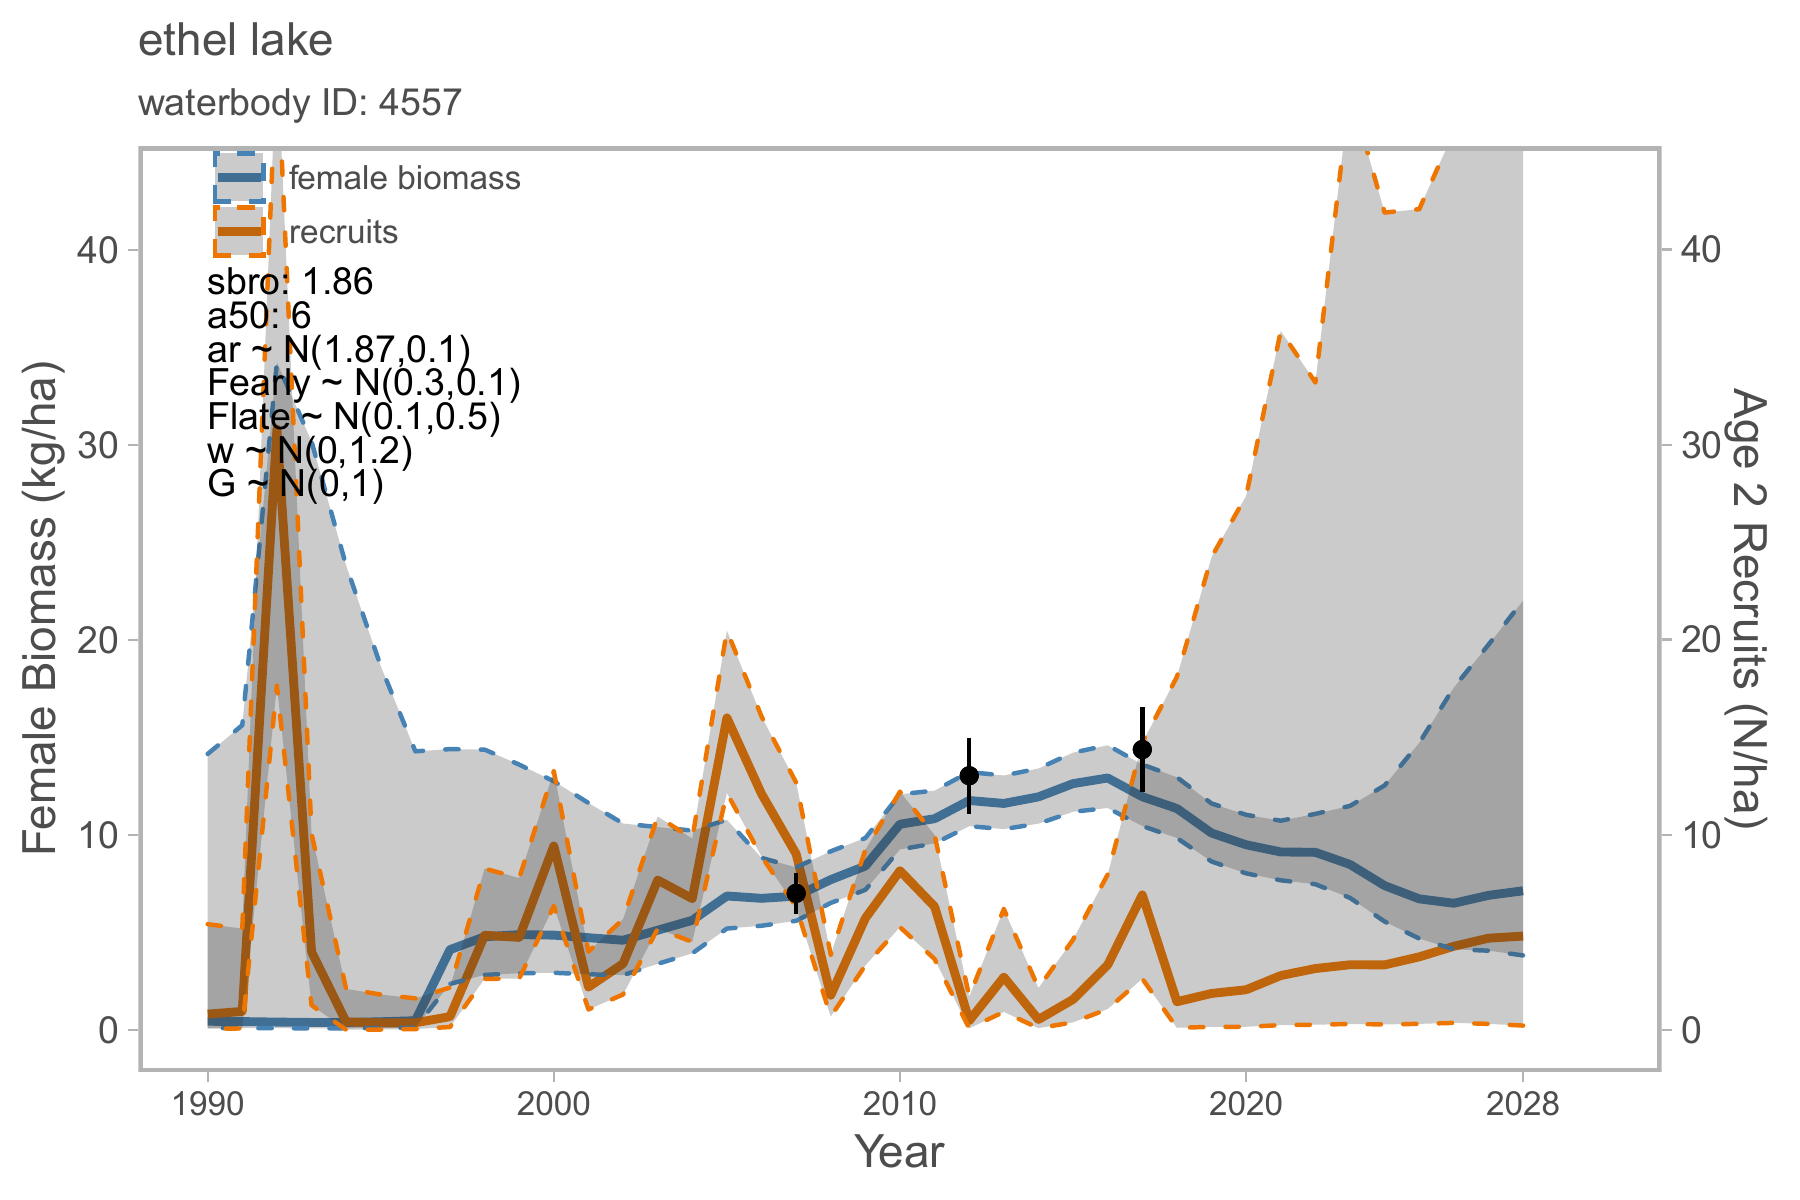 ethel lake
waterbody ID: 4557
female biomass
recruits
sbro: 1.86
a50: 6
ar ~ N(1.87,0.1)
Fearly ~ N(0.3,0.1)
Flate ~ N(0.1,0.5)
w ~ N(0,1.2)
G ~ N(0,1)
Female Biomass (kg/ha)
40
30
20
10
0
40
30
20
10
0
Age 2 Recruits (N/ha)
1990 2000 2010 2020 2028
Year